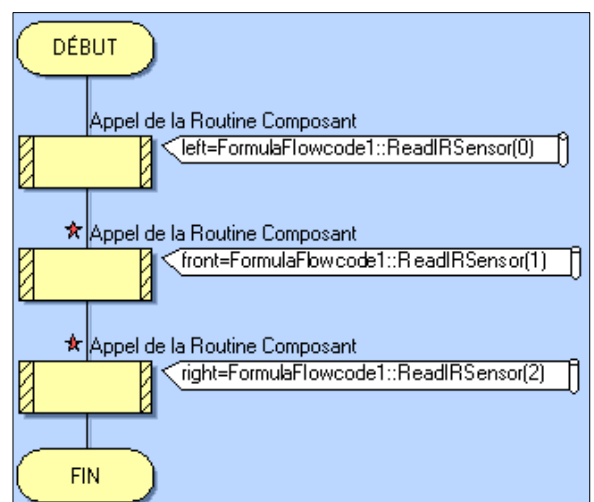 DÉBUT
Appel de la Routine Composant
left=FormulaFlowcode1::ReadIRSensor(0)
Appel de la Routine Composant
front=FormulaFlowcode1::ReadIRSensor(1)
Appel de la Routine Composant
right=FormulaFlowcode1::ReadIRSensor(2)
FIN